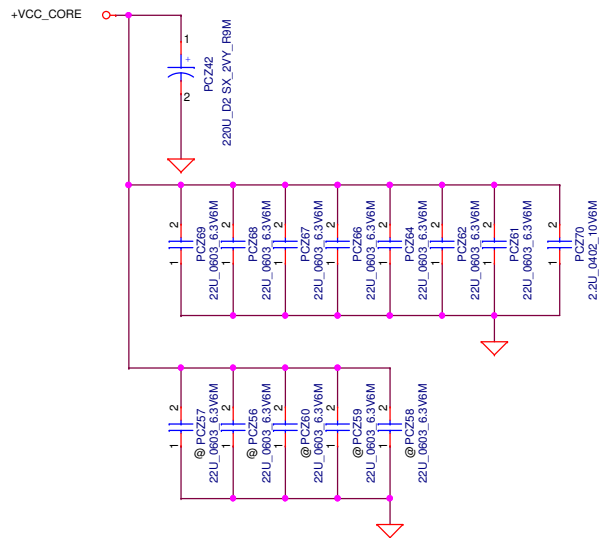 +VCC_CORE
1
+
2
PCZ42
220U_D2 SX_2VY_R9M
2
1
PCZ69
22U_0603_6.3V6M
2
1
PCZ68
22U_0603_6.3V6M
2
1
PCZ67
22U_0603_6.3V6M
2
1
PCZ66
22U_0603_6.3V6M
2
1
PCZ64
22U_0603_6.3V6M
2
1
PCZ62
22U_0603_6.3V6M
2
1
PCZ61
22U_0603_6.3V6M
2
1
PCZ70
2.2U_0402_10V6M
2
1
@ PCZ57
22U_0603_6.3V6M
2
1
@ PCZ56
22U_0603_6.3V6M
2
1
@PCZ60
22U_0603_6.3V6M
2
1
@PCZ59
22U_0603_6.3V6M
2
1
@PCZ58
22U_0603_6.3V6M